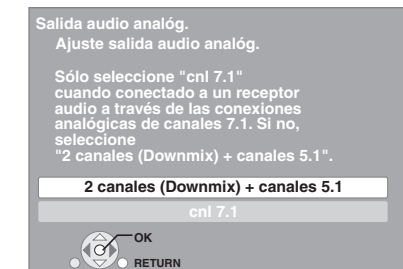 Salida audio analóg.
Ajuste salida audio analóg.
Sólo seleccione "cnl 7.1"
cuando conectado a un receptor
audio a través de las conexiones
analógicas de canales 7.1. Si no,
seleccione
"2 canales (Downmix) + canales 5.1".
2 canales (Downmix) + canales 5.1
cnl 7.1
OK
RETURN